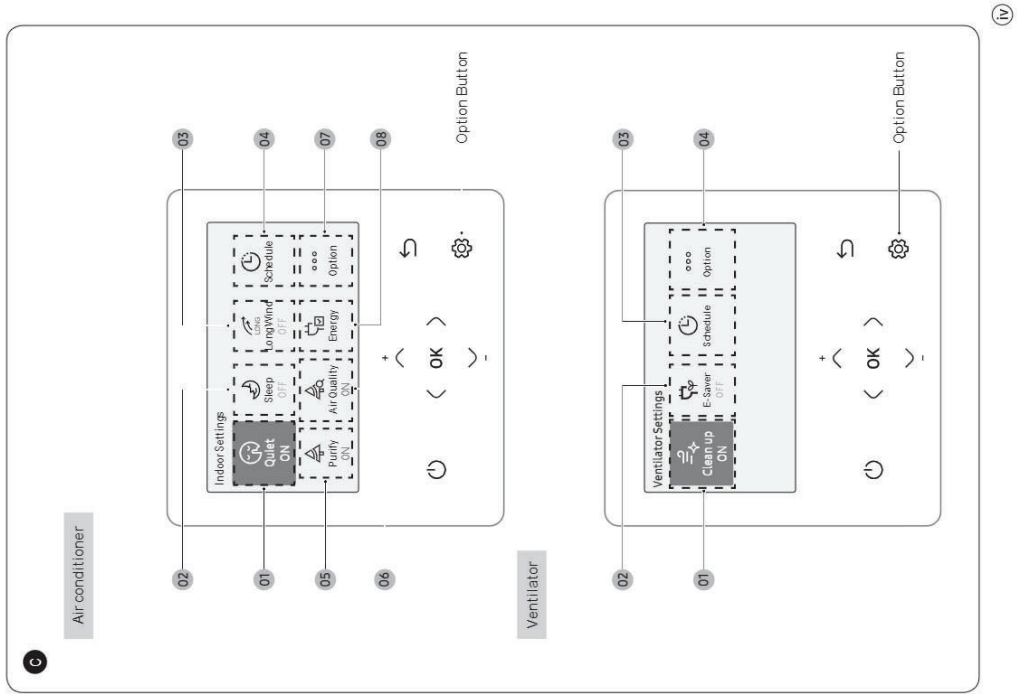 C
Air conditioner
02
03
01
04
05
07
06
08
Indoor Settings
Quiet
ON
Sleep
OFF
LONG
LongWind
OFF
Schedule
Purify
ON
Air Quality
ON
Energy
Option
+
OK
-
Option Button
Ventilator
02
03
01
04
Ventilator Settings
Clean up
ON
E-Saver
OFF
Schedule
Option
+
OK
-
Option Button
iv